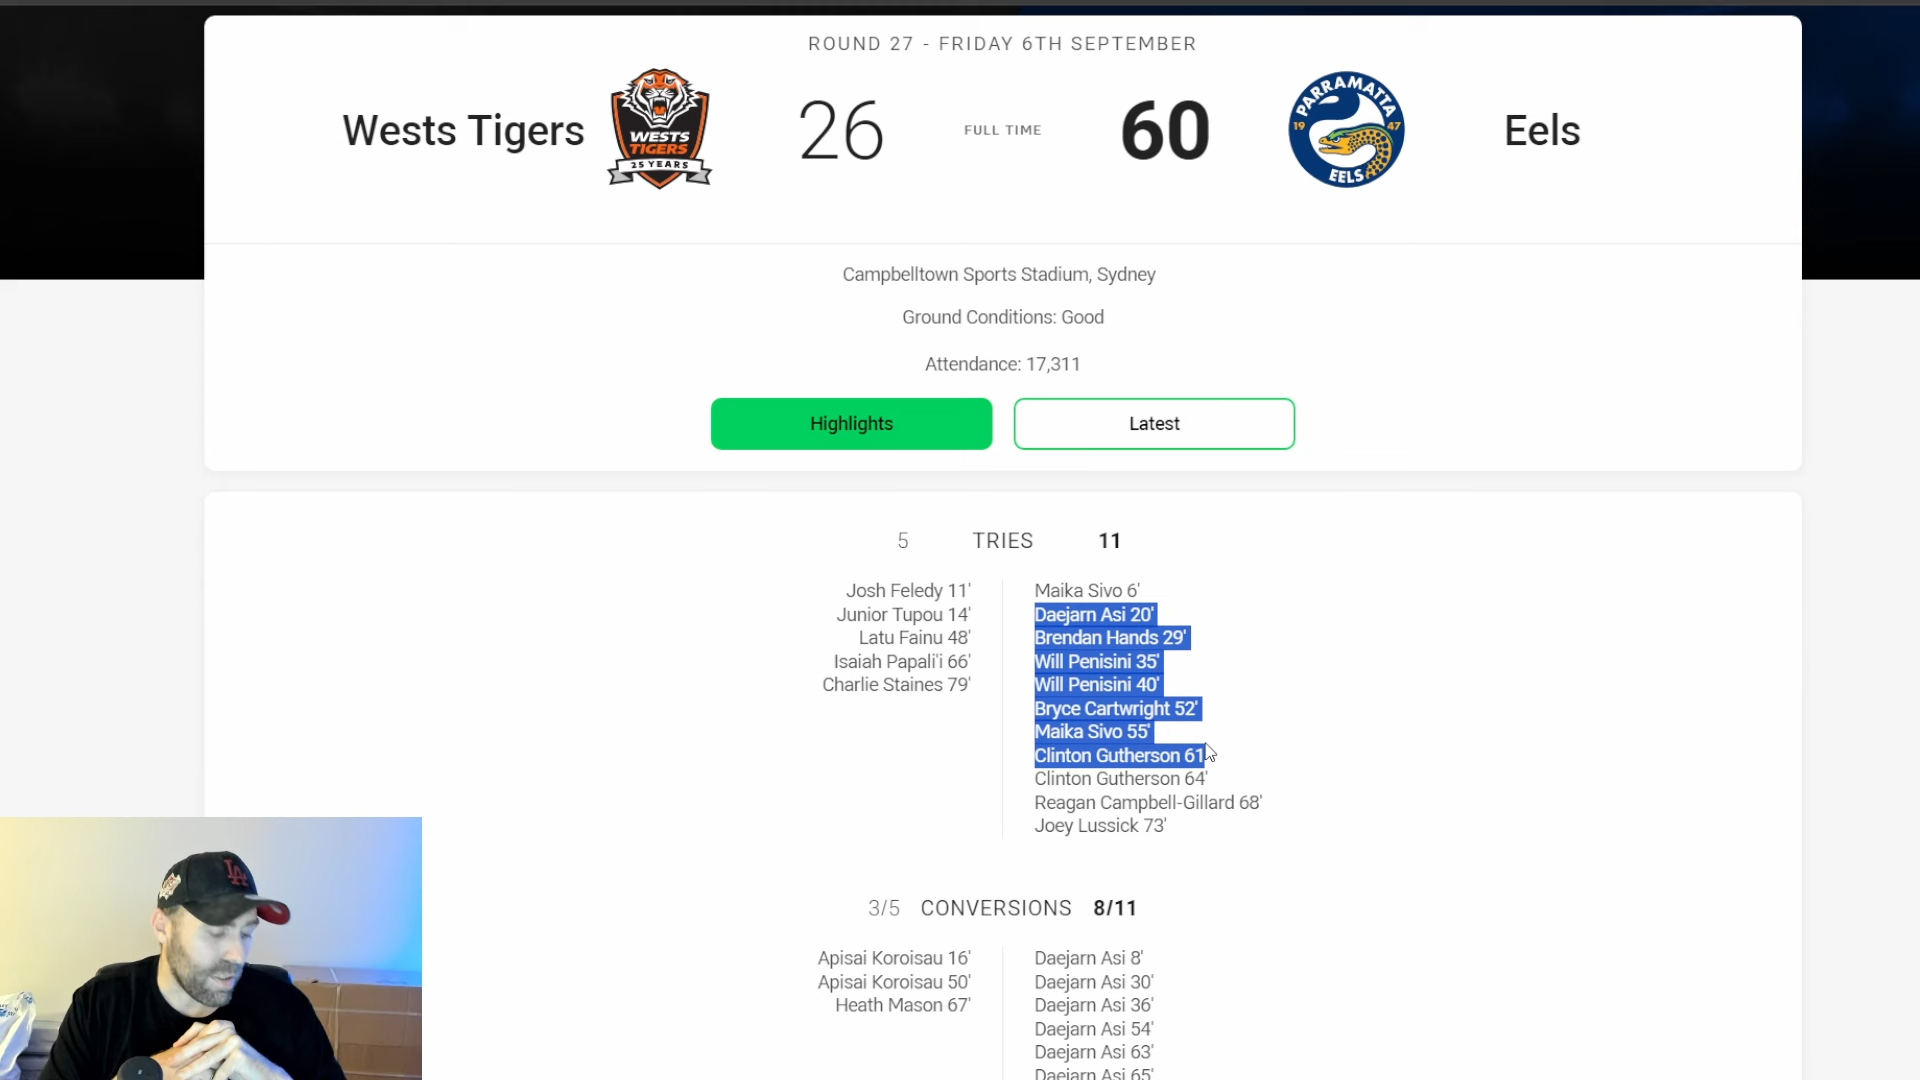 ROUND 27 - FRIDAY 6TH SEPTEMBER
Wests Tigers
WESTS
TIGERS
25 YEARS
26
FULL TIME
60
PARRAMATTA
19 47
EELS
Eels
Campbelltown Sports Stadium, Sydney
Ground Conditions: Good
Attendance: 17,311
Highlights
Latest
5 TRIES 11
Josh Feledy 11'
Junior Tupou 14'
Latu Fainu 48'
Isaiah Papali'i 66'
Charlie Staines 79'
Maika Sivo 6'
Daejarn Asi 20'
Brendan Hands 29'
Will Penisini 35'
Will Penisini 40'
Bryce Cartwright 52'
Maika Sivo 55'
Clinton Gutherson 61'
Clinton Gutherson 64'
Reagan Campbell-Gillard 68'
Joey Lussick 73'
3/5 CONVERSIONS 8/11
Apisai Koroisau 16'
Apisai Koroisau 50'
Heath Mason 67'
Daejarn Asi 8'
Daejarn Asi 30'
Daejarn Asi 36'
Daejarn Asi 54'
Daejarn Asi 63'
Daejarn Asi 65'
LA